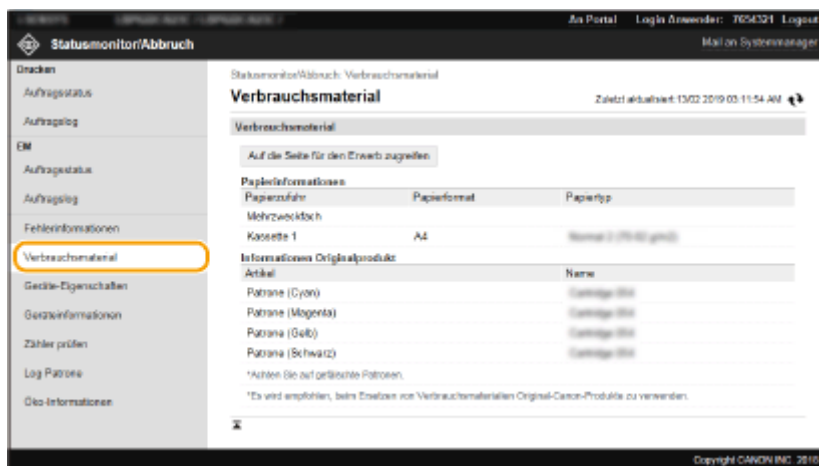 An Portal Login Anwender: 7654321 Logout
Statusmonitor/Abbruch Mail an Systemmanager
Drucken
Auftragsstatus
Auftragslog
EM
Auftragsstatus
Auftragslog
Fehlerinformationen
Verbrauchsmaterial
Geräte-Eigenschaften
Geräteinformationen
Zähler prüfen
Log Patrone
Öko-Informationen
Statusmonitor/Abbruch: Verbrauchsmaterial
Verbrauchsmaterial Zuletzt aktualisiert: 13/02 2019 03:11:54 AM
Verbrauchsmaterial
Auf die Seite für den Erwerb zugreifen
Papierinformationen
Papierzufuhr Papierformat Papiertyp
Mehrzweckfach
Kassette 1 A4
Informationen Originalprodukt
Artikel Name
Patrone (Cyan)
Patrone (Magenta)
Patrone (Gelb)
Patrone (Schwarz)
*Achten Sie auf gefälschte Patronen.
*Es wird empfohlen, beim Ersetzen von Verbrauchsmaterialien Original-Canon-Produkte zu verwenden.
Copyright CANON INC. 2018